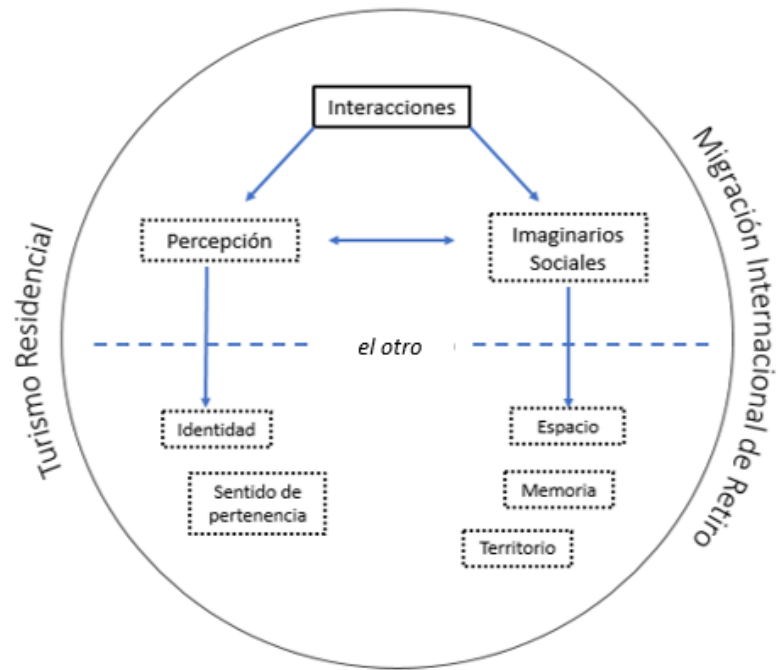 Interacciones
Turismo Residencial
Migración Internacional de Retiro
Percepción
Imaginarios
Sociales
el otro
Identidad
Espacio
Sentido de
pertenencia
Memoria
Territorio